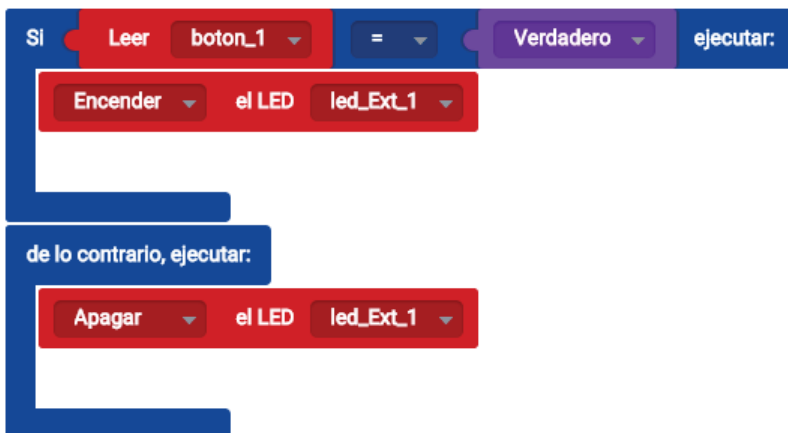 Si Leer boton_1 = Verdadero ejecutar:
Encender el LED led_Ext_1
de lo contrario, ejecutar:
Apagar el LED led_Ext_1